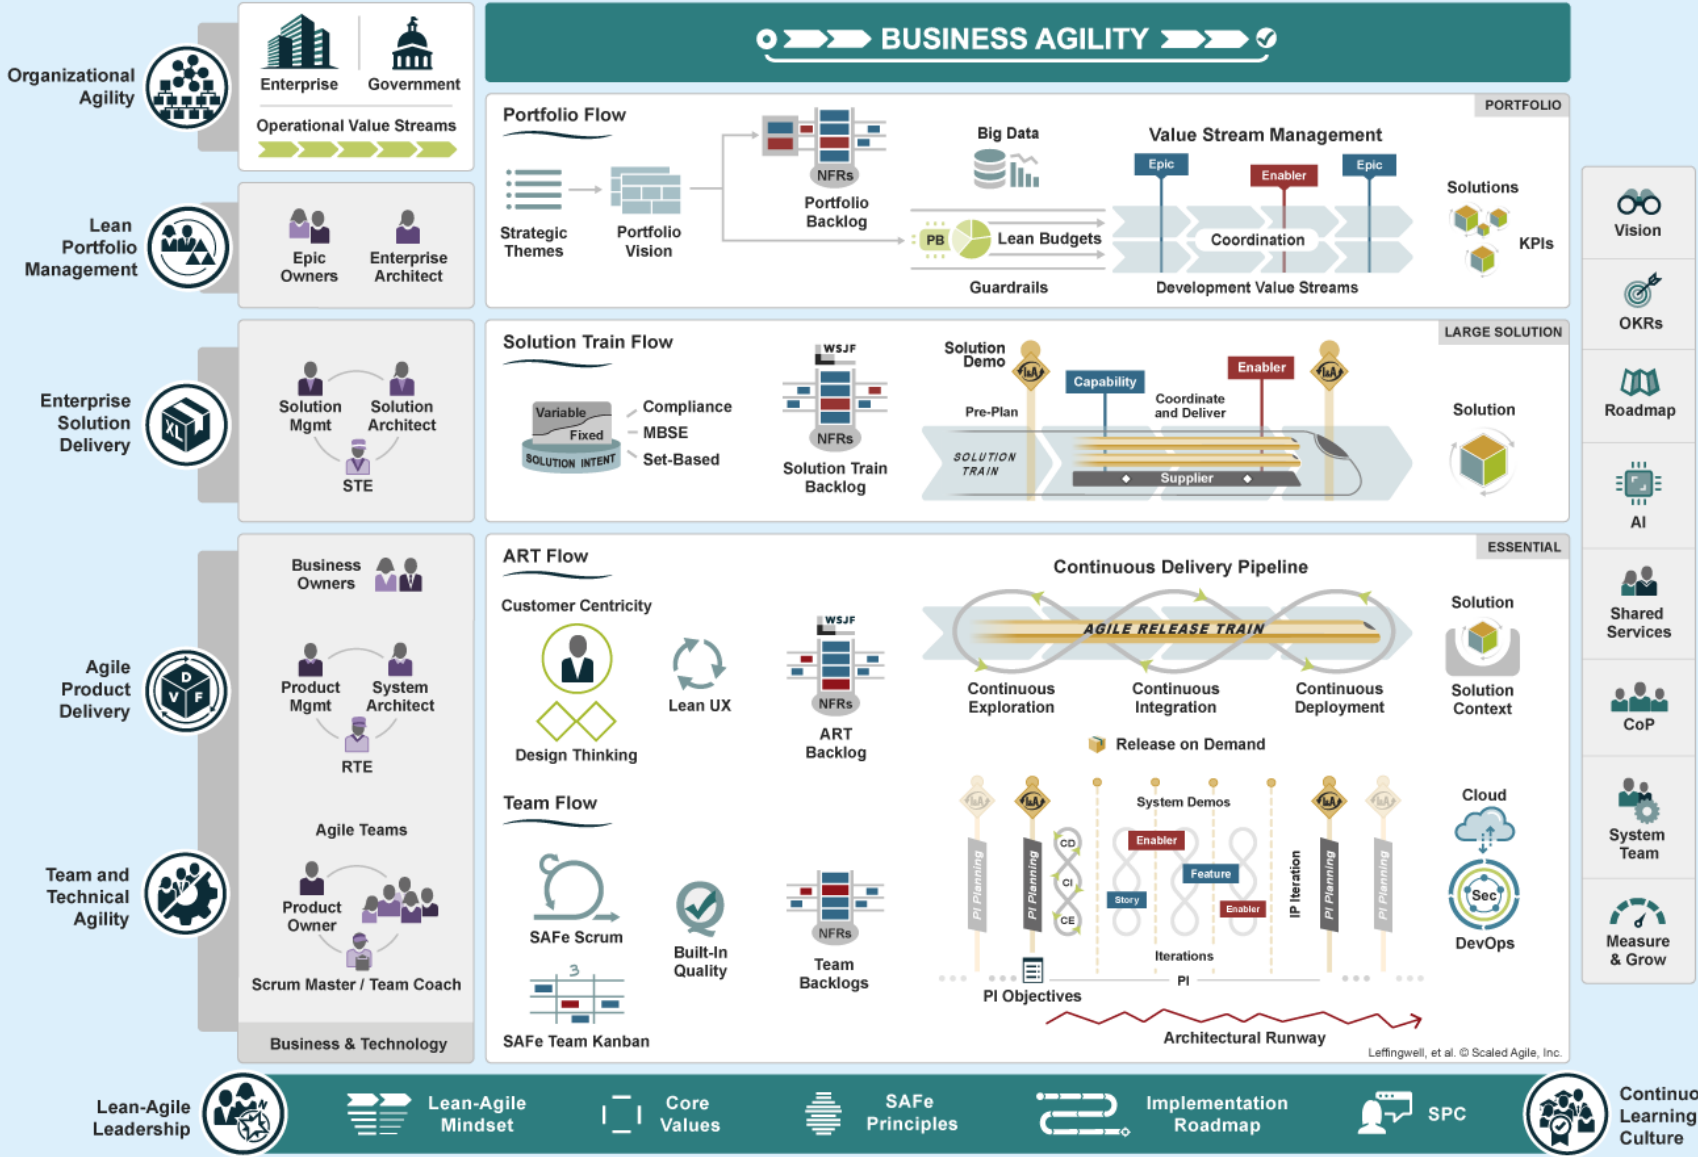 BUSINESS AGILITY
Organizational
Agility
Enterprise
Government
Operational Value Streams
Lean
Portfolio
Management
Epic
Owners
Enterprise
Architect
Portfolio Flow
PORTFOLIO
Strategic
Themes
Portfolio
Vision
NFRs
Portfolio
Backlog
Big Data
PB
Lean Budgets
Guardrails
Value Stream Management
Epic
Enabler
Epic
Coordination
Development Value Streams
Solutions
KPIs
Enterprise
Solution
Delivery
XL
Solution
Mgmt
Solution
Architect
STE
Solution Train Flow
LARGE SOLUTION
Variable
Fixed
SOLUTION INTENT
Compliance
MBSE
Set-Based
WSJF
NFRs
Solution Train
Backlog
Solution
Demo
I&A
I&A
Pre-Plan
Capability
Coordinate
and Deliver
Enabler
SOLUTION
TRAIN
Supplier
Solution
Agile
Product
Delivery
D
V F
Business
Owners
Product
Mgmt
System
Architect
RTE
ART Flow
ESSENTIAL
Customer Centricity
Design Thinking
Lean UX
WSJF
NFRs
ART
Backlog
Continuous Delivery Pipeline
AGILE RELEASE TRAIN
Continuous
Exploration
Continuous
Integration
Continuous
Deployment
Release on Demand
Solution
Solution
Context
Team and
Technical
Agility
Agile Teams
Product
Owner
Scrum Master / Team Coach
Business & Technology
Team Flow
SAFe Scrum
3
SAFe Team Kanban
Built-In
Quality
NFRs
Team
Backlogs
I&A
I&A
I&A
I&A
PI Planning
PI Planning
PI Planning
PI Planning
CD
CI
CE
System Demos
Enabler
Feature
Story
Enabler
IP Iteration
Iterations
PI
PI Objectives
Architectural Runway
Cloud
Sec
DevOps
Leffingwell, et al. © Scaled Agile, Inc.
Vision
OKRs
Roadmap
AI
Shared
Services
CoP
System
Team
Measure
& Grow
Lean-Agile
Leadership
N
Lean-Agile
Mindset
Core
Values
SAFe
Principles
Implementation
Roadmap
SPC
Continuo
Learning
Culture